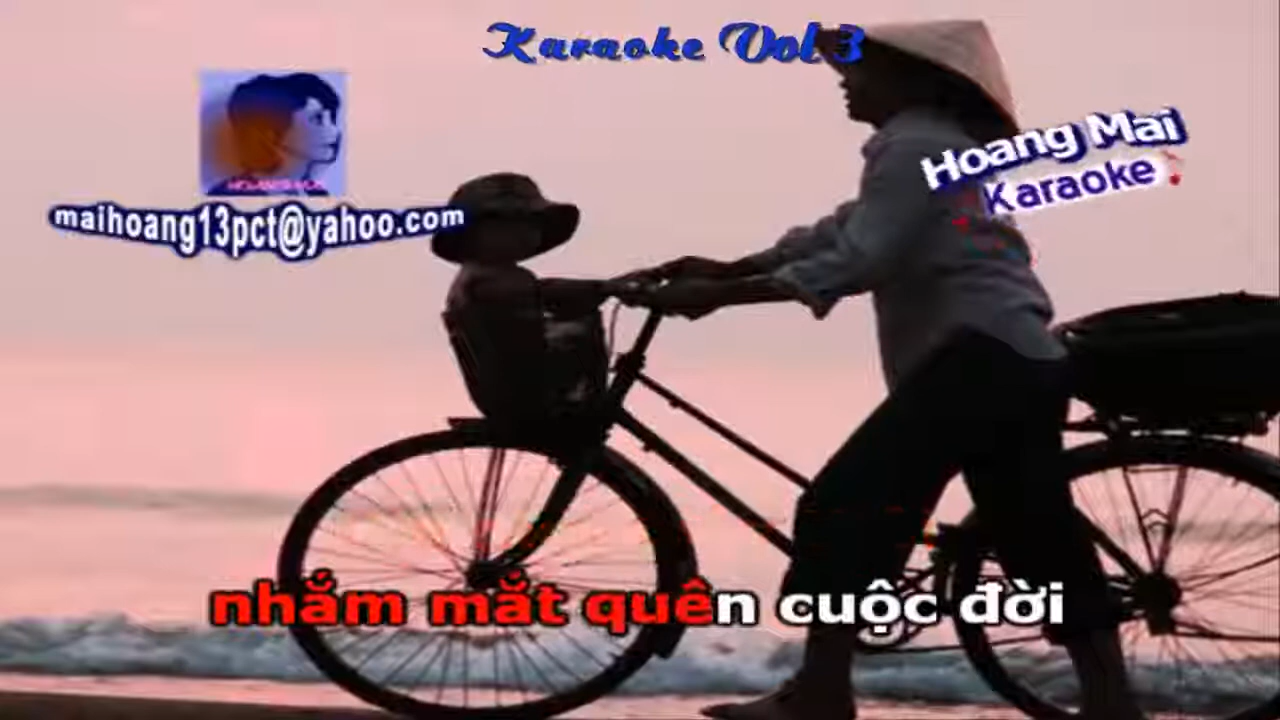 Karaoke Vol 3
Hoang Mai
Karaoke
maihoang13pct@yahoo.com
nhắm mắt quên cuộc đời